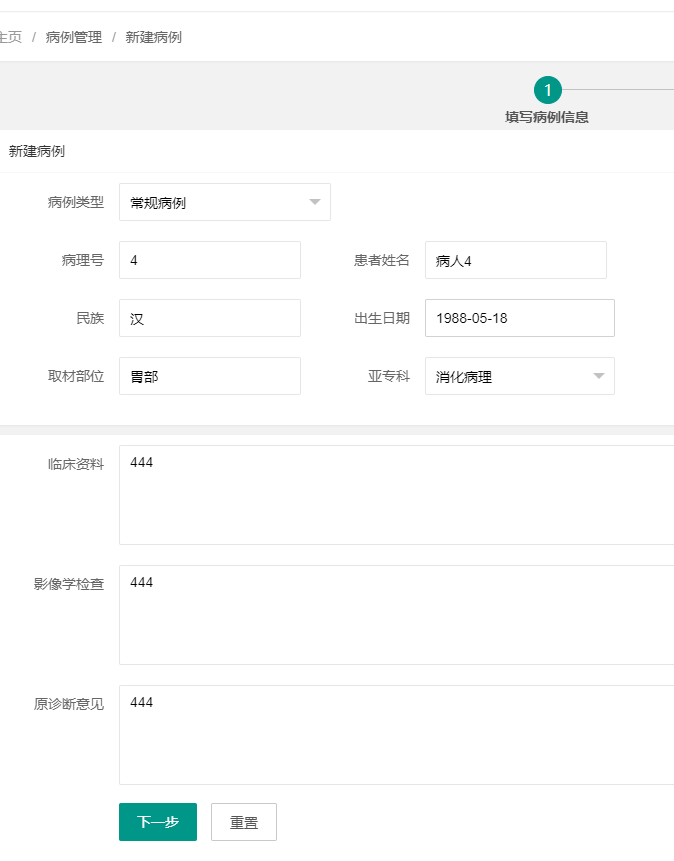 主页 / 病例管理 / 新建病例
1
填写病例信息
新建病例
病例类型 常规病例
病理号 4 患者姓名 病人4
民族 汉 出生日期 1988-05-18
取材部位 胃部 亚专科 消化病理
临床资料 444
影像学检查 444
原诊断意见 444
下一步 重置